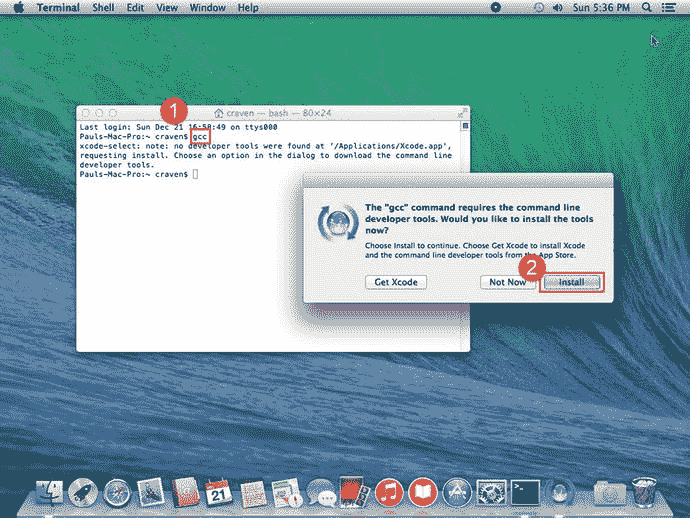 Terminal Shell Edit View Window Help
Sun 5:36 PM
1
craven — bash — 80×24
Last login: Sun Dec 21 16:50:49 on ttys000
Pauls-Mac-Pro:~ craven$ gcc
xcode-select: note: no developer tools were found at '/Applications/Xcode.app',
requesting install. Choose an option in the dialog to download the command line
developer tools.
Pauls-Mac-Pro:~ craven$
The "gcc" command requires the command line
developer tools. Would you like to install the tools
now?
Choose Install to continue. Choose Get Xcode to install Xcode
and the command line developer tools from the App Store.
2
Get Xcode
Not Now
Install
21